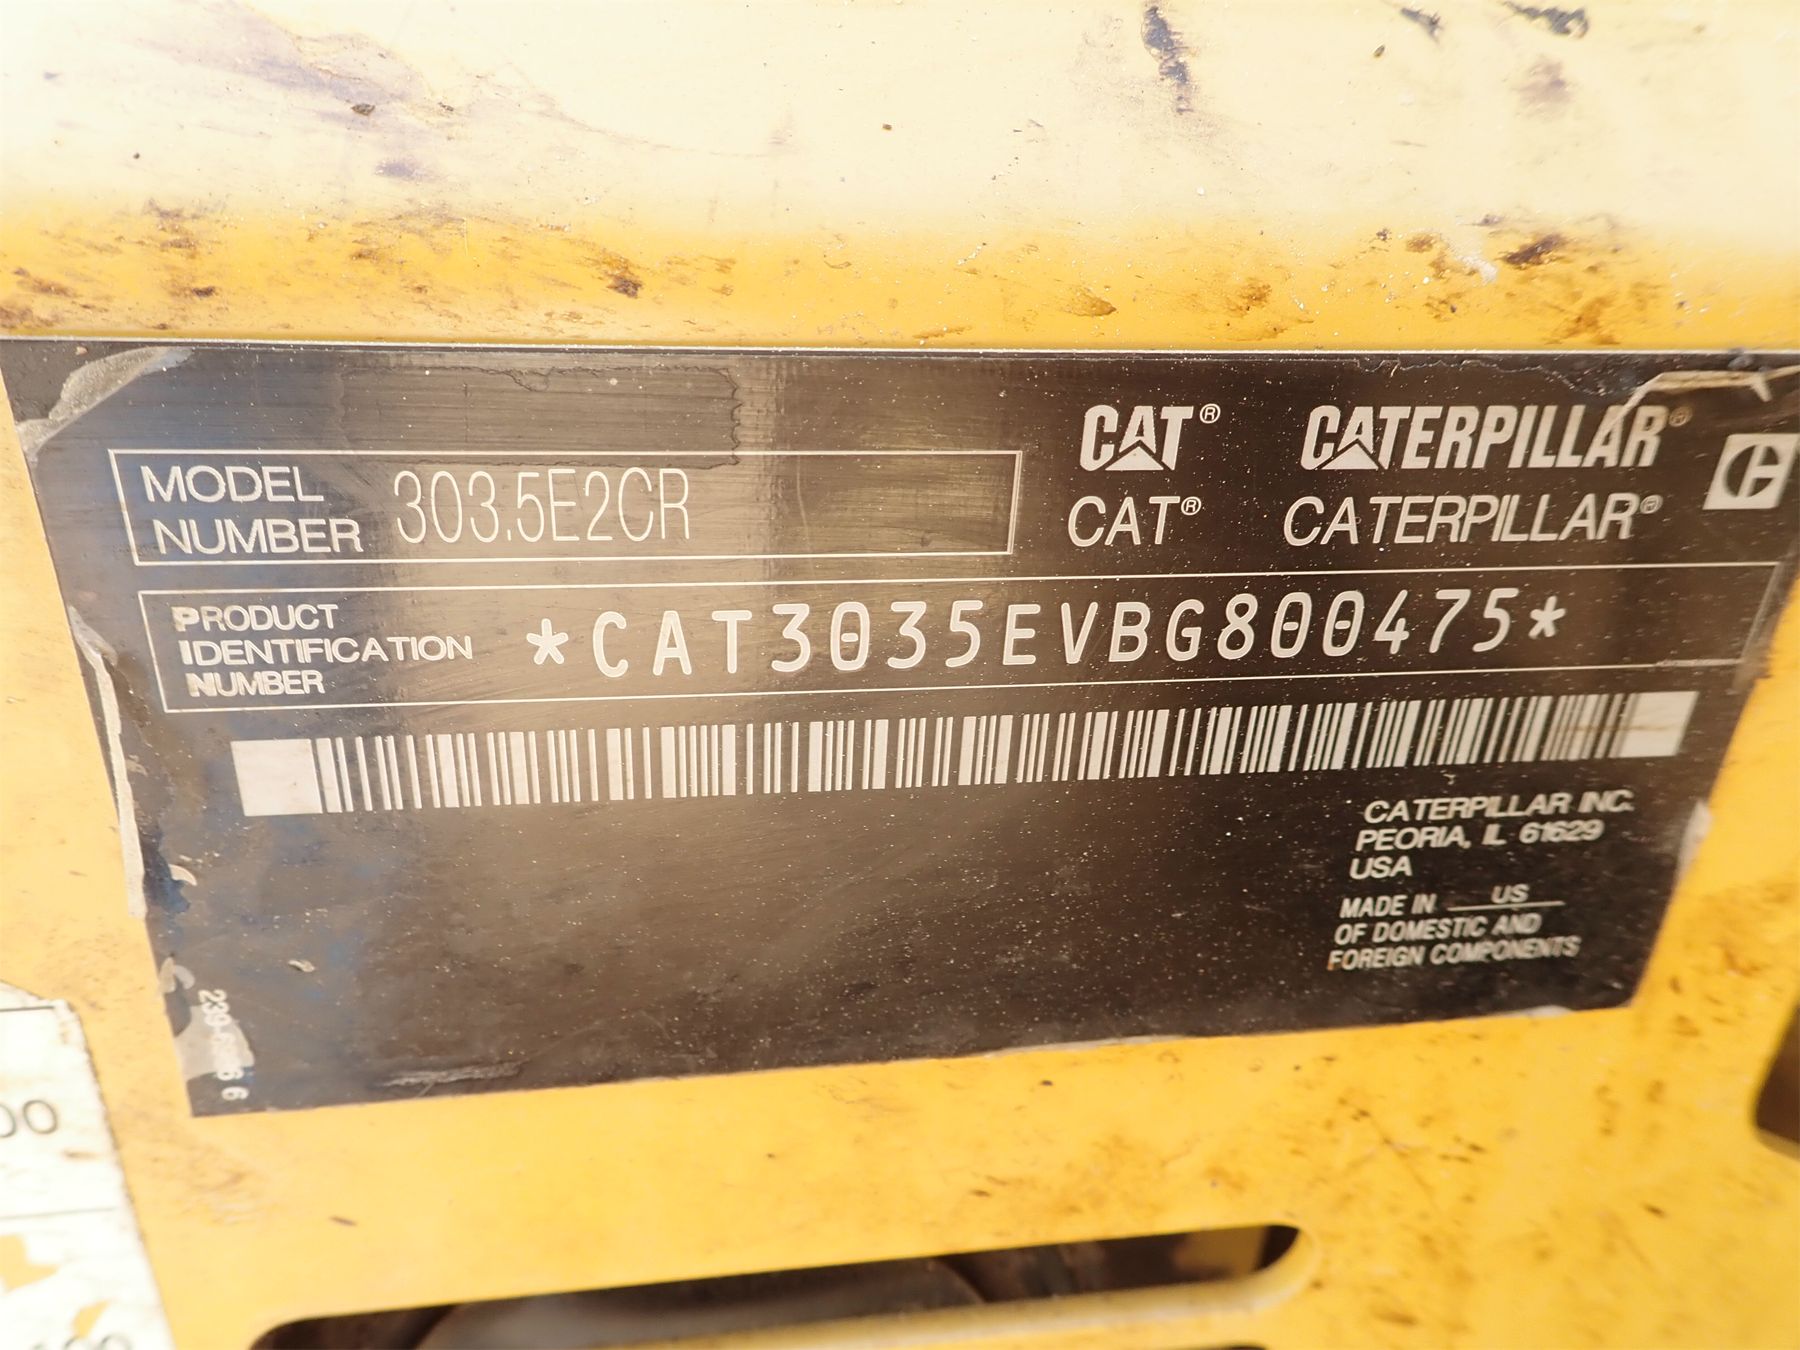 CAT® CATERPILLAR®
MODEL NUMBER 303.5E2CR
CAT® CATERPILLAR®
PRODUCT IDENTIFICATION NUMBER *CAT3035EVBG800475*
CATERPILLAR INC.
PEORIA, IL 61629
USA
MADE IN US
OF DOMESTIC AND
FOREIGN COMPONENTS